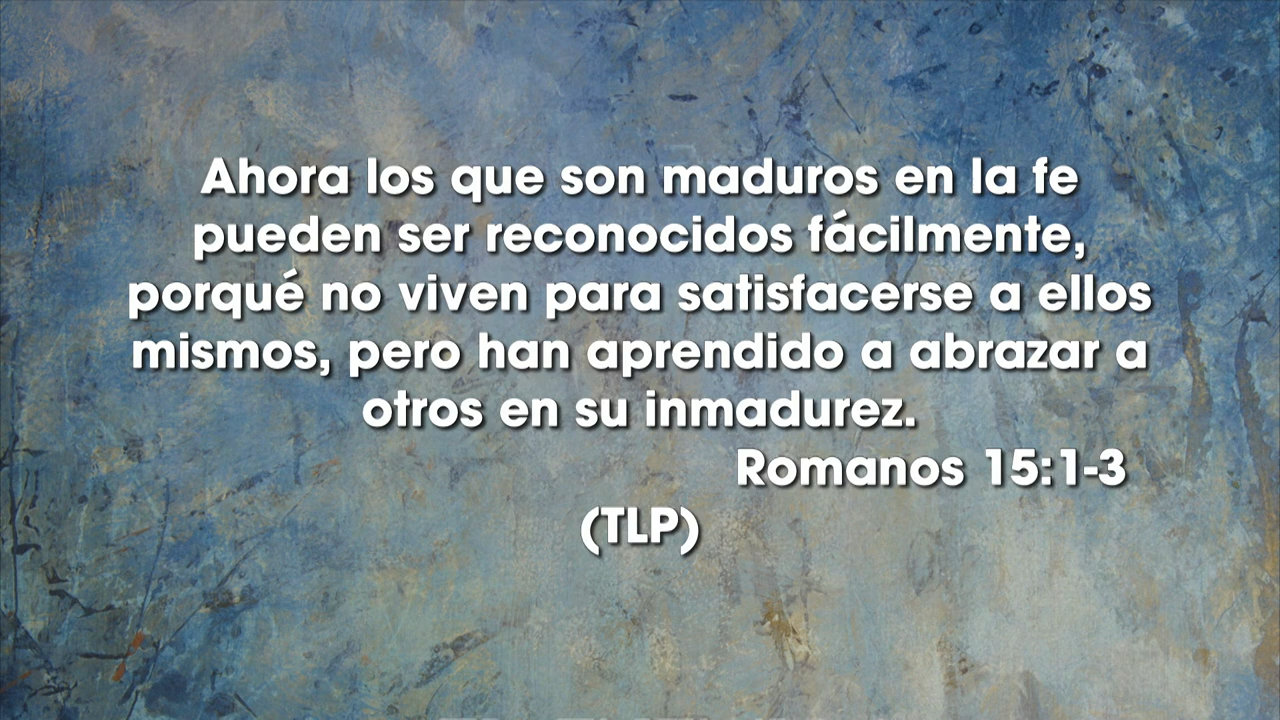 Ahora los que son maduros en la fe
pueden ser reconocidos fácilmente,
porqué no viven para satisfacerse a ellos
mismos, pero han aprendido a abrazar a
otros en su inmadurez.
Romanos 15:1-3
(TLP)